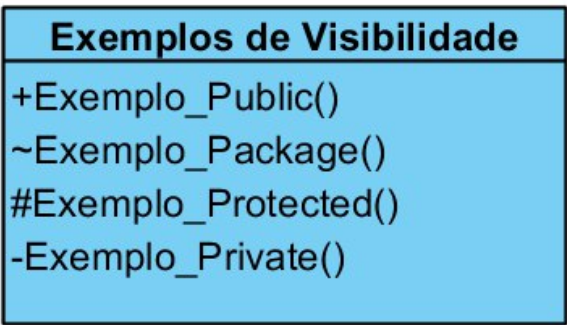 Exemplos de Visibilidade
+Exemplo_Public()
~Exemplo_Package()
#Exemplo_Protected()
-Exemplo_Private()